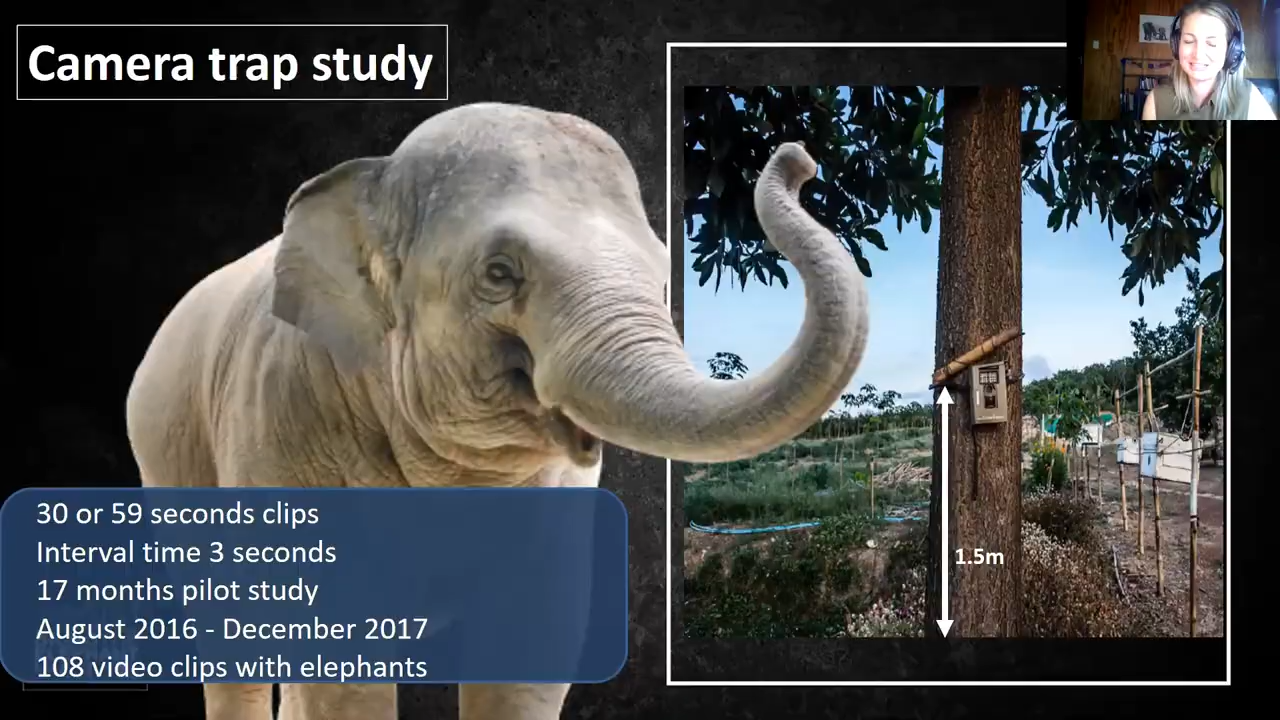 Camera trap study
30 or 59 seconds clips
Interval time 3 seconds
17 months pilot study
August 2016 - December 2017
108 video clips with elephants
1.5m